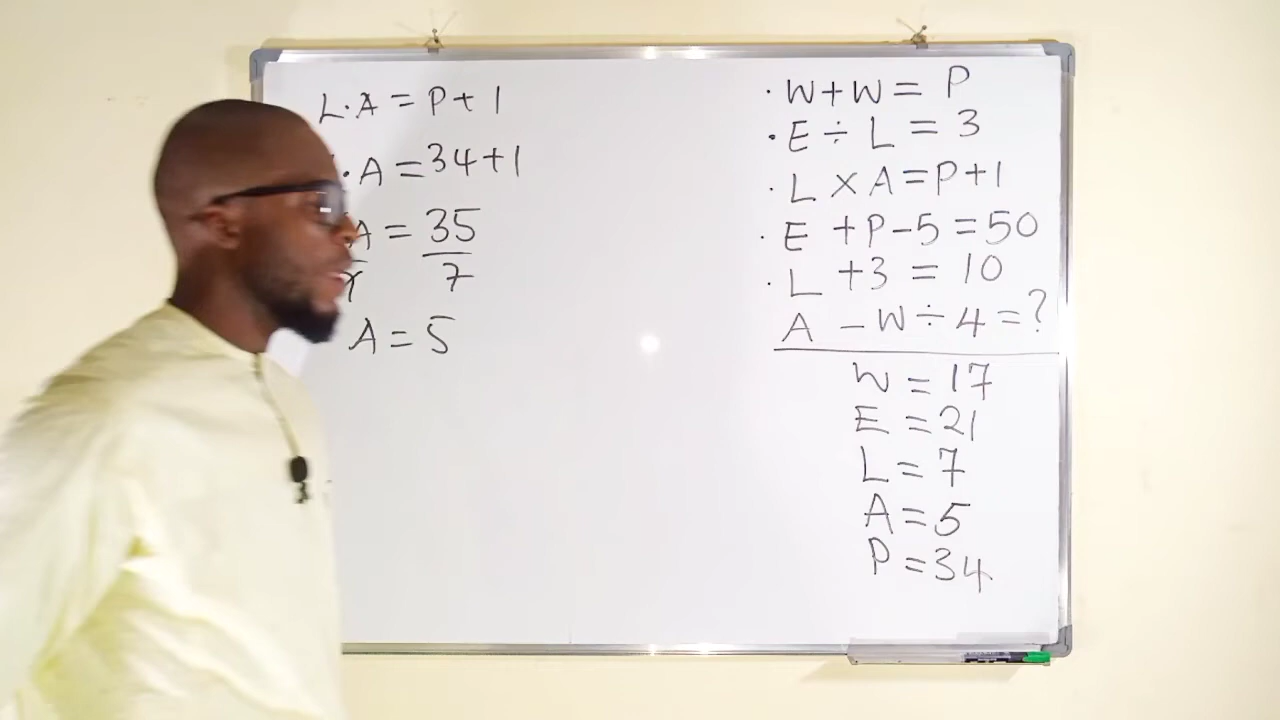 L·A = P + 1
·A = 34+1
A = 35
7
A = 5
· W+W = P
· E ÷ L = 3
· L × A = P+1
· E + P - 5 = 50
· L + 3 = 10
A - W ÷ 4 = ?
W = 17
E = 21
L = 7
A = 5
P = 34